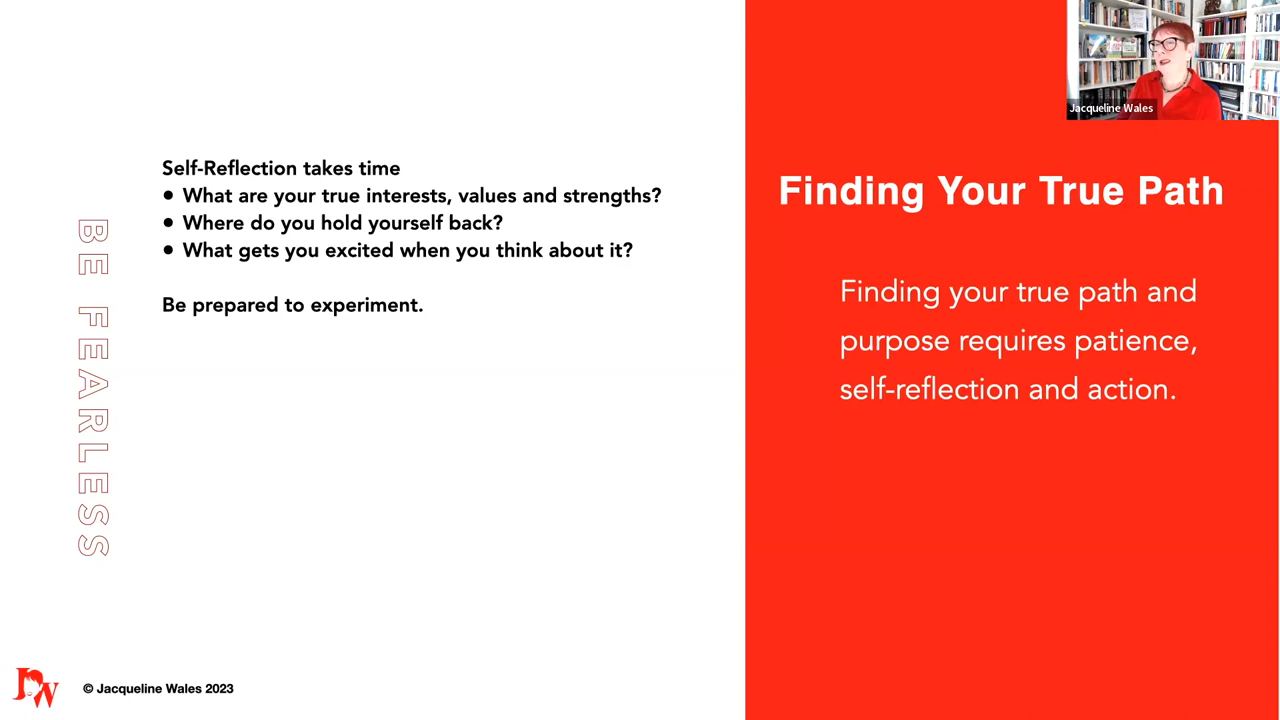 Jacqueline Wales
Self-Reflection takes time
• What are your true interests, values and strengths?
• Where do you hold yourself back?
• What gets you excited when you think about it?
Be prepared to experiment.
BE FEARLESS
Finding Your True Path
Finding your true path and
purpose requires patience,
self-reflection and action.
JW
© Jacqueline Wales 2023